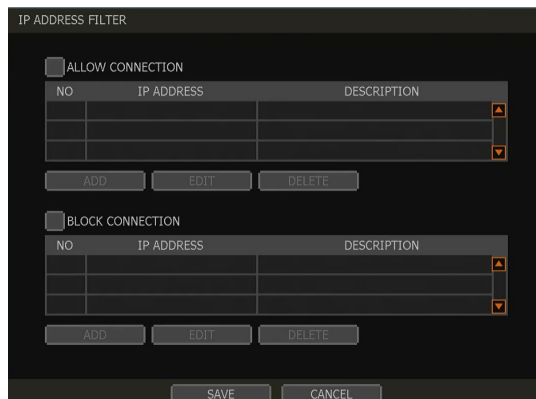 IP ADDRESS FILTER
ALLOW CONNECTION
NO IP ADDRESS DESCRIPTION
ADD EDIT DELETE
BLOCK CONNECTION
NO IP ADDRESS DESCRIPTION
ADD EDIT DELETE
SAVE CANCEL